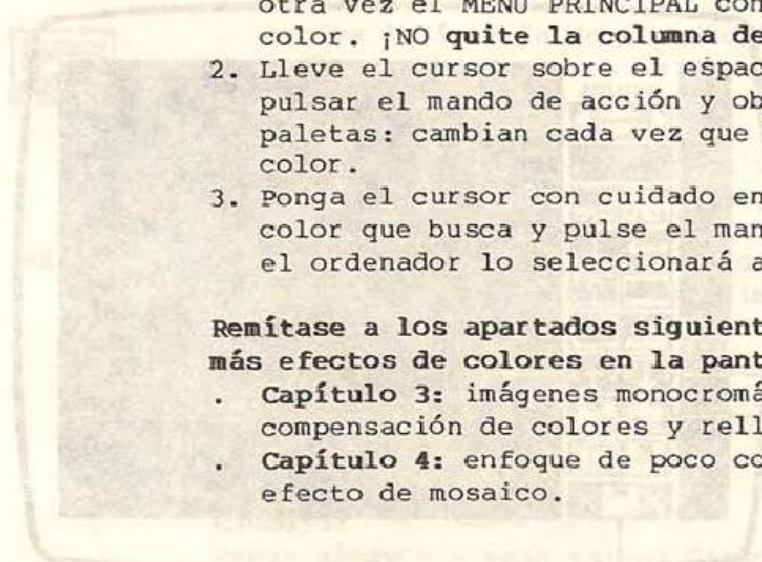 otra vez el MENU PRINCIPAL con
color. ¡NO quite la columna de
2. Lleve el cursor sobre el espac
pulsar el mando de acción y ob
paletas: cambian cada vez que
color.
3. Ponga el cursor con cuidado en
color que busca y pulse el man
el ordenador lo seleccionará a
Remítase a los apartados siguient
más efectos de colores en la pant
. Capítulo 3: imágenes monocromá
compensación de colores y rell
. Capítulo 4: enfoque de poco co
efecto de mosaico.